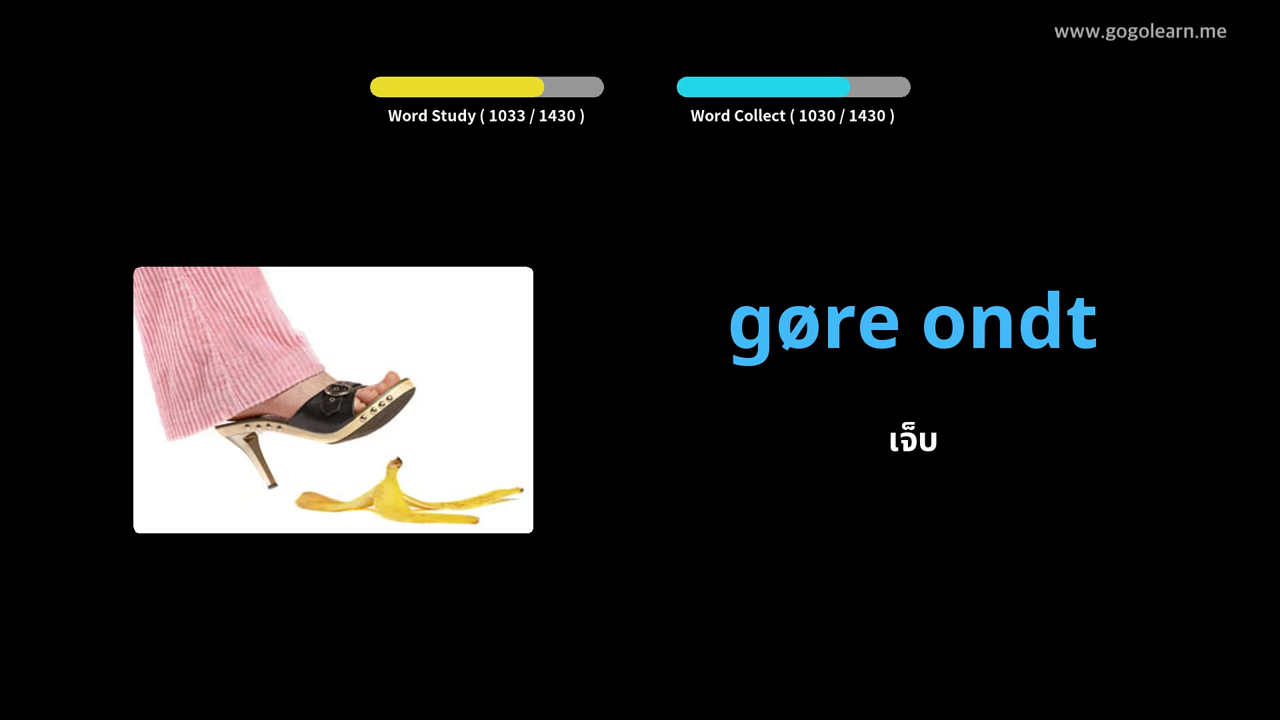 www.gogolearn.me
Word Study ( 1033 / 1430 )
Word Collect ( 1030 / 1430 )
gøre ondt
เจ็บ